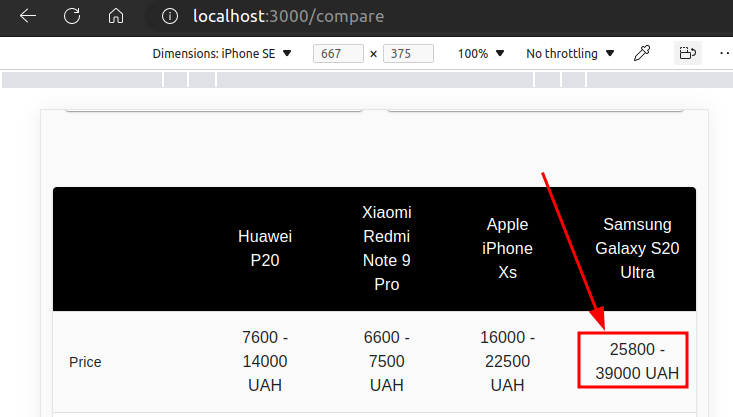 localhost:3000/compare
Dimensions: iPhone SE 667 × 375 100% No throttling
Huawei
P20
Xiaomi
Redmi
Note 9
Pro
Apple
iPhone
Xs
Samsung
Galaxy S20
Ultra
Price
7600 -
14000
UAH
6600 -
7500
UAH
16000 -
22500
UAH
25800 -
39000 UAH